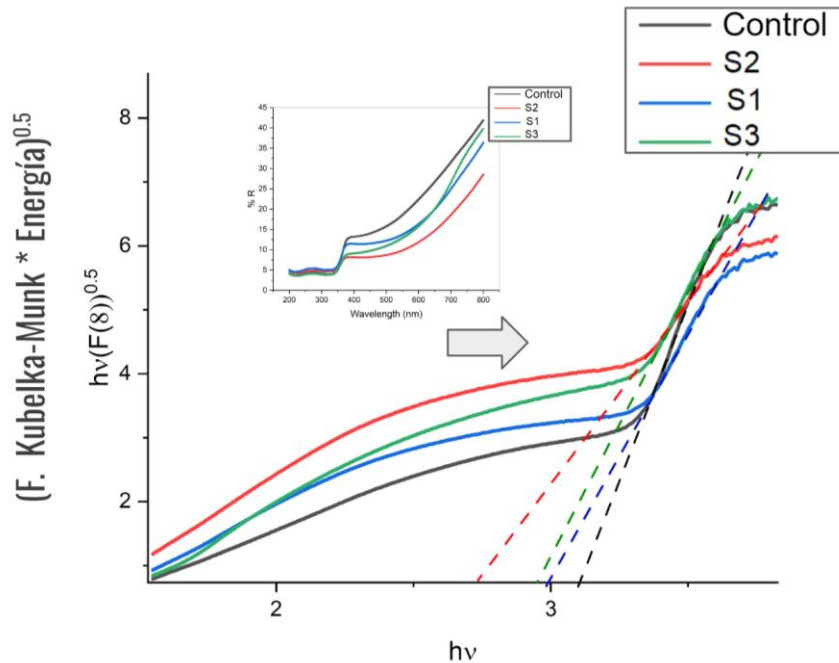 Control
S2
S1
S3
(F. Kubelka-Munk * Energía)^0.5
hν(F(8))^0.5
8
6
4
2
2
3
hν
45
40
35
30
25
20
15
10
5
0
% R
200
300
400
500
600
700
800
Wavelength (nm)
Control
S2
S1
S3